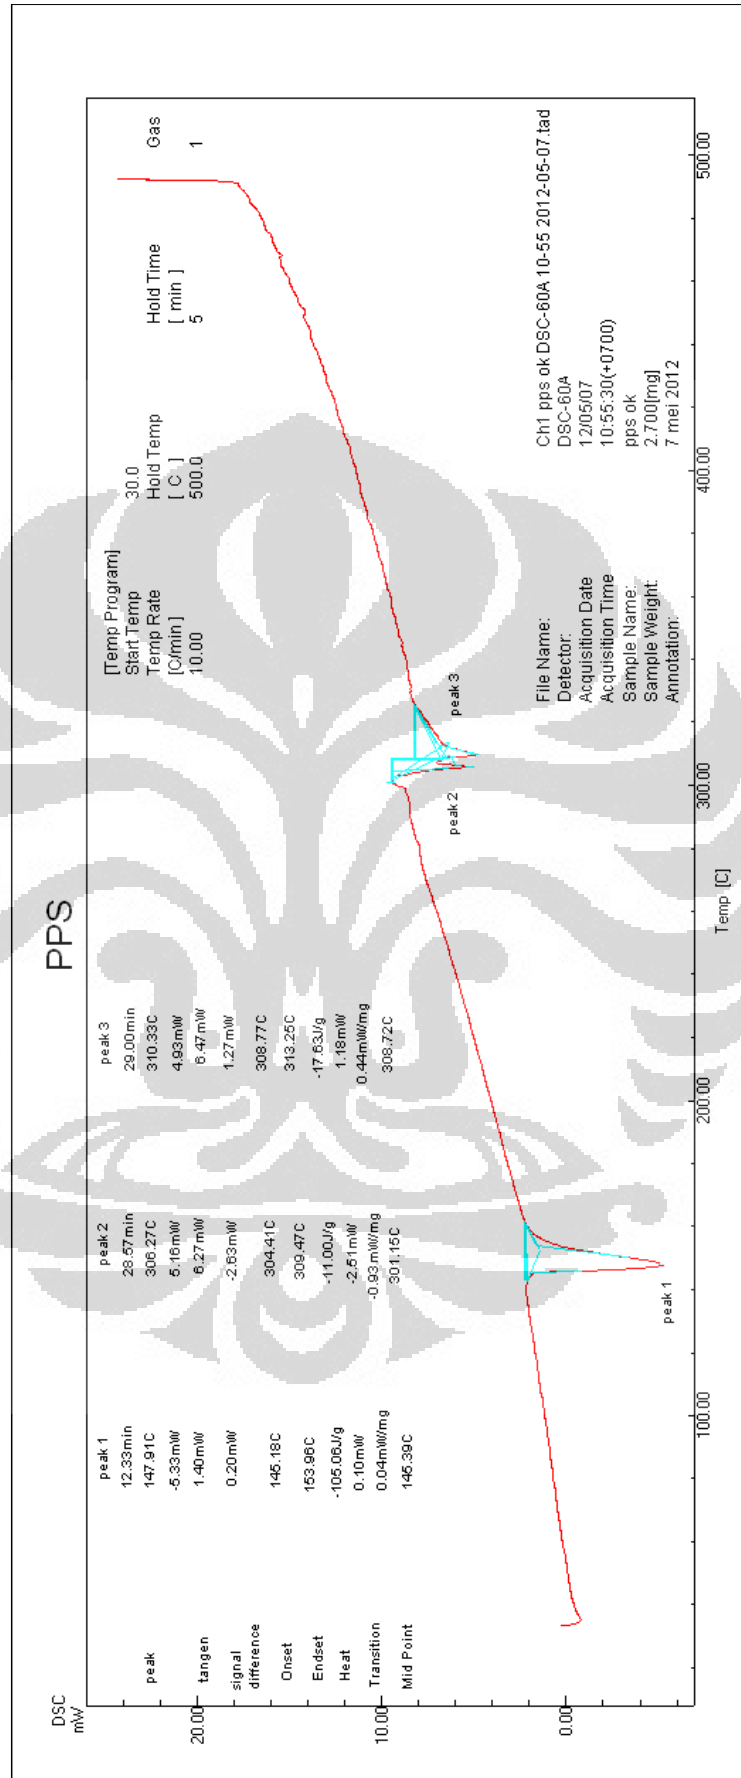 PPS
DSC
mW
20.00
10.00
0.00
[Temp Program]
Start Temp 30.0
Temp Rate Hold Temp Hold Time Gas
[C/min ] [ C ] [ min ]
10.00 500.0 5 1
peak 1 peak 2 peak 3
12.33min 28.57min 29.00min
peak 147.91C 306.27C 310.33C
-5.33mW 5.16mW 4.93mW
tangen 1.40mW 6.27mW 6.47mW
signal
difference 0.20mW -2.63mW 1.27mW
Onset 145.18C 304.41C 308.77C
Endset 153.96C 309.47C 313.25C
Heat -105.06J/g -11.00J/g -17.63J/g
Transition 0.10mW -2.51mW 1.18mW
0.04mW/mg -0.93mW/mg 0.44mW/mg
Mid Point 145.39C 301.15C 308.72C
peak 1
peak 2
peak 3
File Name: Ch1 pps ok DSC-60A 10-55 2012-05-07.tad
Detector: DSC-60A
Acquisition Date 12/05/07
Acquisition Time 10:55:30(+0700)
Sample Name: pps ok
Sample Weight: 2.700[mg]
Annotation: 7 mei 2012
100.00 200.00 300.00 400.00 500.00
Temp [C]